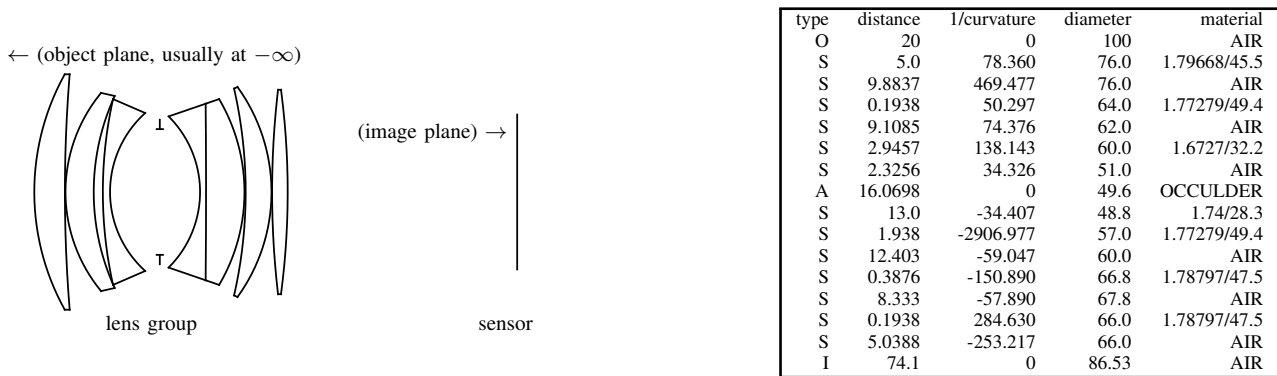 ← (object plane, usually at −∞)
(image plane) →
lens group
sensor
type distance 1/curvature diameter material
O 20 0 100 AIR
S 5.0 78.360 76.0 1.79668/45.5
S 9.8837 469.477 76.0 AIR
S 0.1938 50.297 64.0 1.77279/49.4
S 9.1085 74.376 62.0 AIR
S 2.9457 138.143 60.0 1.6727/32.2
S 2.3256 34.326 51.0 AIR
A 16.0698 0 49.6 OCCULDER
S 13.0 -34.407 48.8 1.74/28.3
S 1.938 -2906.977 57.0 1.77279/49.4
S 12.403 -59.047 60.0 AIR
S 0.3876 -150.890 66.8 1.78797/47.5
S 8.333 -57.890 67.8 AIR
S 0.1938 284.630 66.0 1.78797/47.5
S 5.0388 -253.217 66.0 AIR
I 74.1 0 86.53 AIR